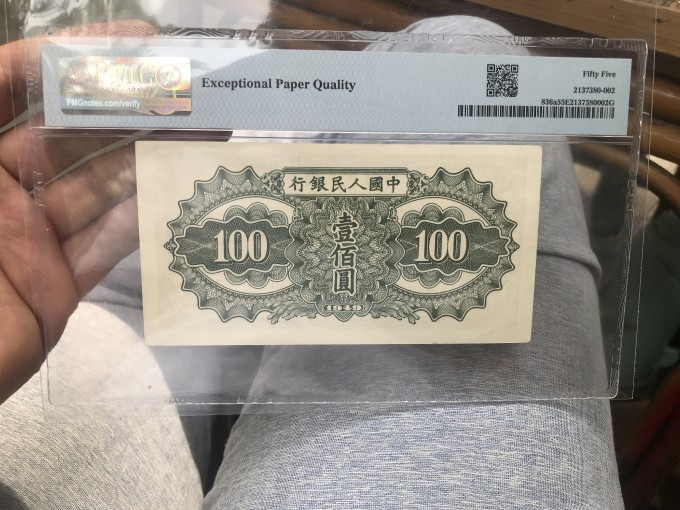 PMG
PMGnotes.com/verify
Exceptional Paper Quality
Fifty Five
2137380-002
836a55E2137380002G
行銀民人國中
100
壹佰圓
100
1949